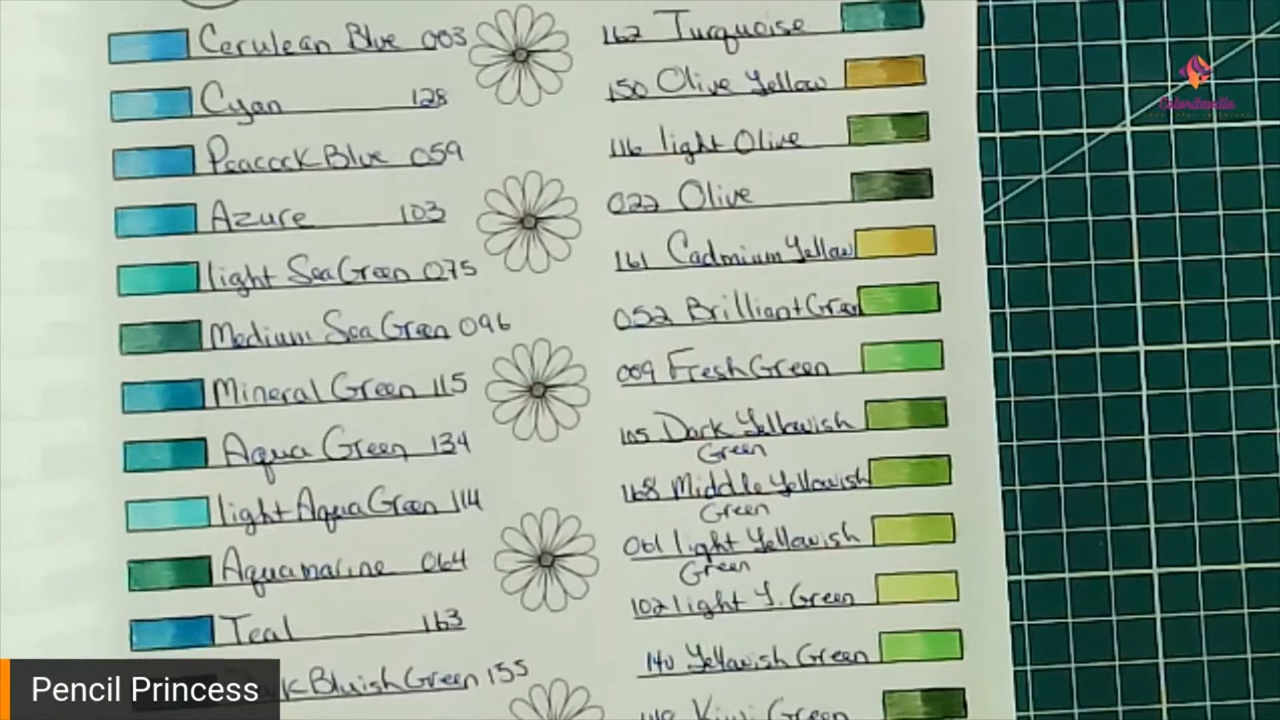 Cerulean Blue 003
Cyan 128
Peacock Blue 059
Azure 103
light Sea Green 075
Medium Sea Green 096
Mineral Green 115
Aqua Green 134
light Aqua Green 114
Aquamarine 064
Teal 163
Bluish Green 155
162 Turquoise
150 Olive Yellow
116 light Olive
022 Olive
161 Cadmium Yellow
052 Brilliant Green
009 Fresh Green
105 Dark Yellowish
Green
168 Middle Yellowish
Green
061 light Yellowish
Green
102 light Y. Green
140 Yellowish Green
Kiwi Green
Pencil Princess